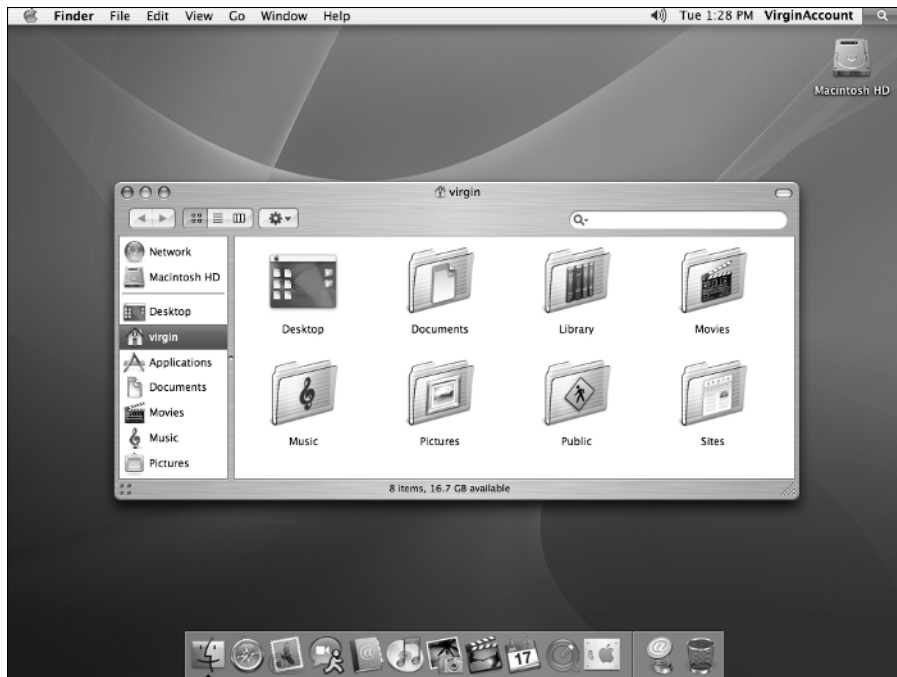 Finder File Edit View Go Window Help Tue 1:28 PM VirginAccount
Macintosh HD
virgin
Network
Macintosh HD
Desktop
virgin
Applications
Documents
Movies
Music
Pictures
Desktop Documents Library Movies
Music Pictures Public Sites
8 items, 16.7 GB available
17